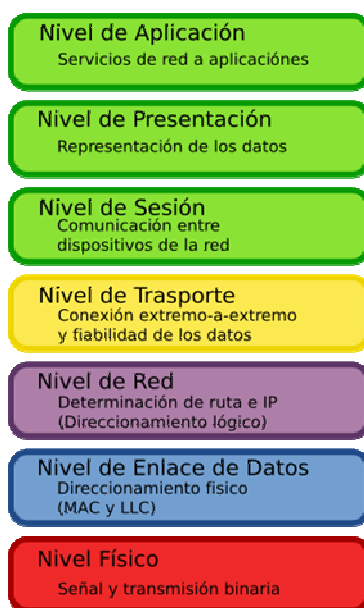 Nivel de Aplicación
Servicios de red a aplicaciónes
Nivel de Presentación
Representación de los datos
Nivel de Sesión
Comunicación entre
dispositivos de la red
Nivel de Trasporte
Conexión extremo-a-extremo
y fiabilidad de los datos
Nivel de Red
Determinación de ruta e IP
(Direccionamiento lógico)
Nivel de Enlace de Datos
Direccionamiento fisico
(MAC y LLC)
Nivel Físico
Señal y transmisión binaria